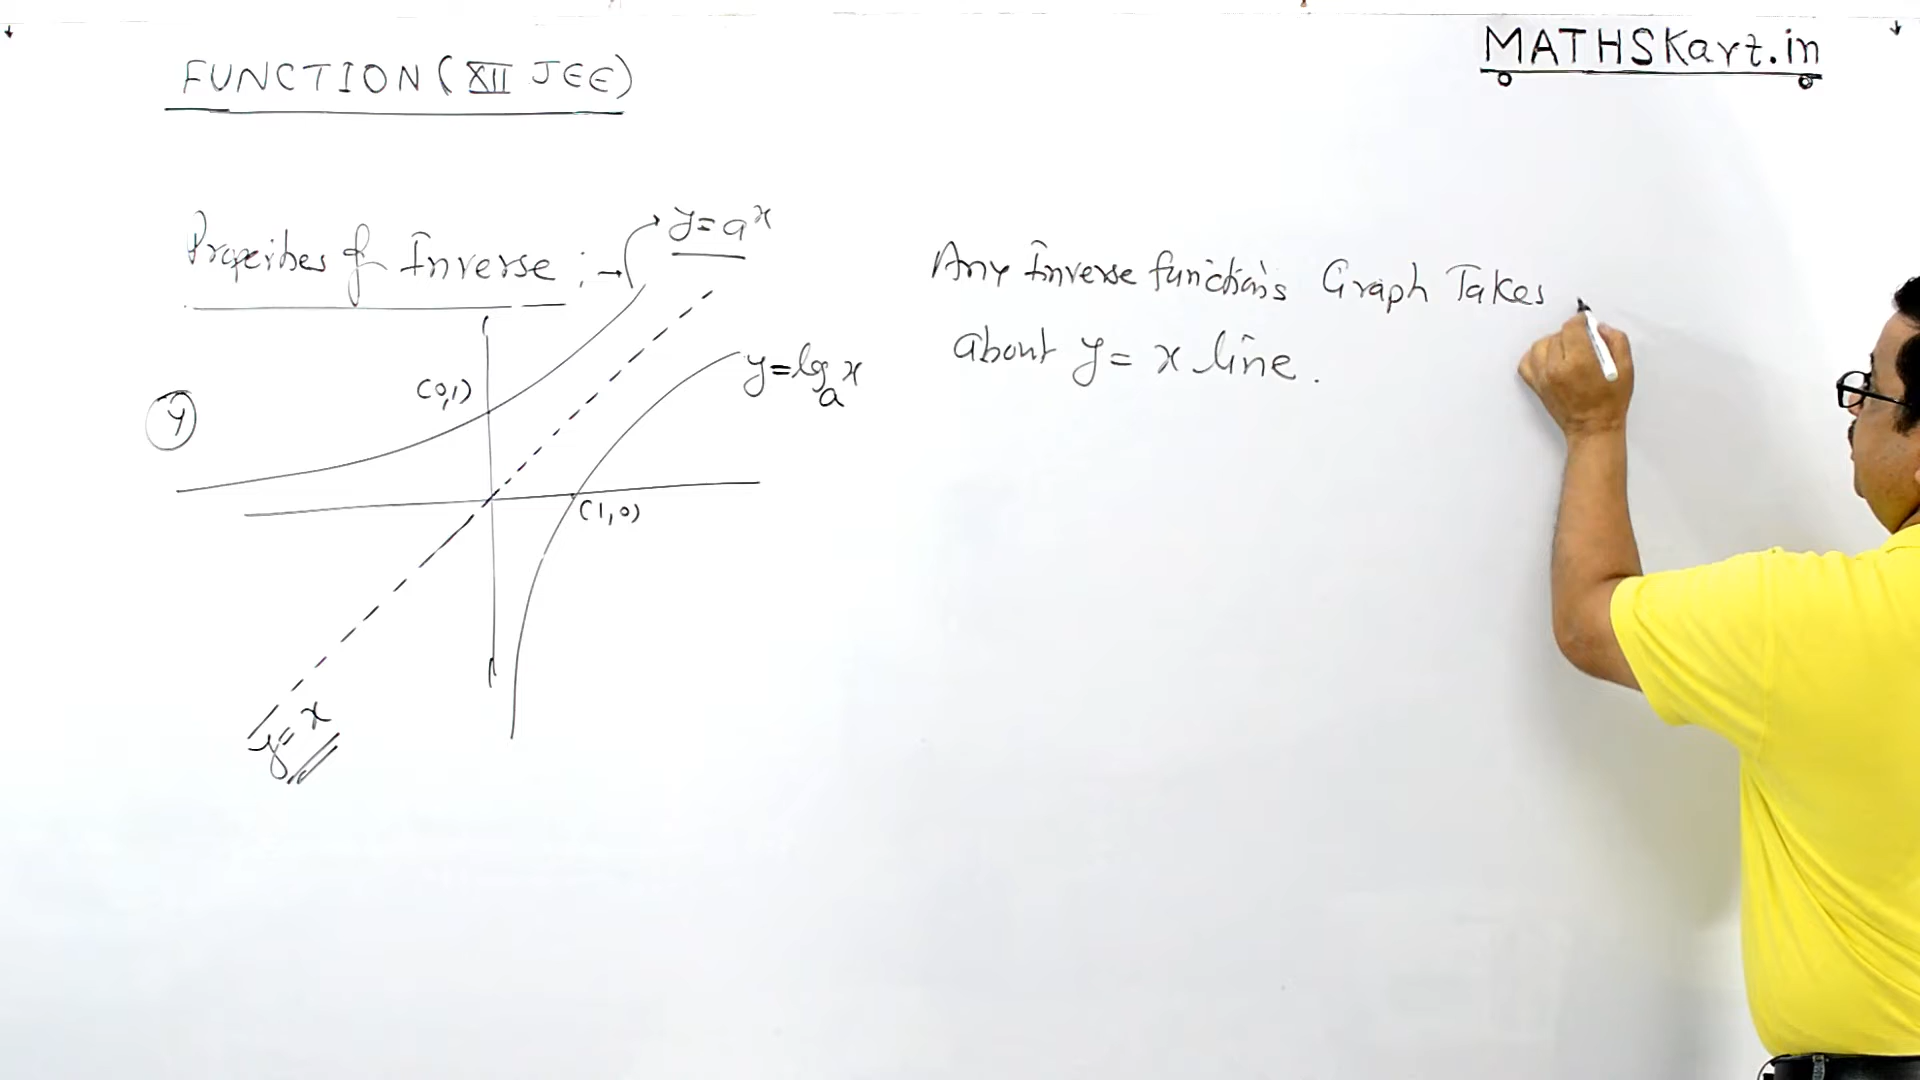 FUNCTION (XII JEE)
MATHSKart.in
Properties of Inverse :→
y = a^x
(0,1)
y = log_a x
4
(1,0)
y = x
Any Inverse function's Graph Takes
about y = x line.